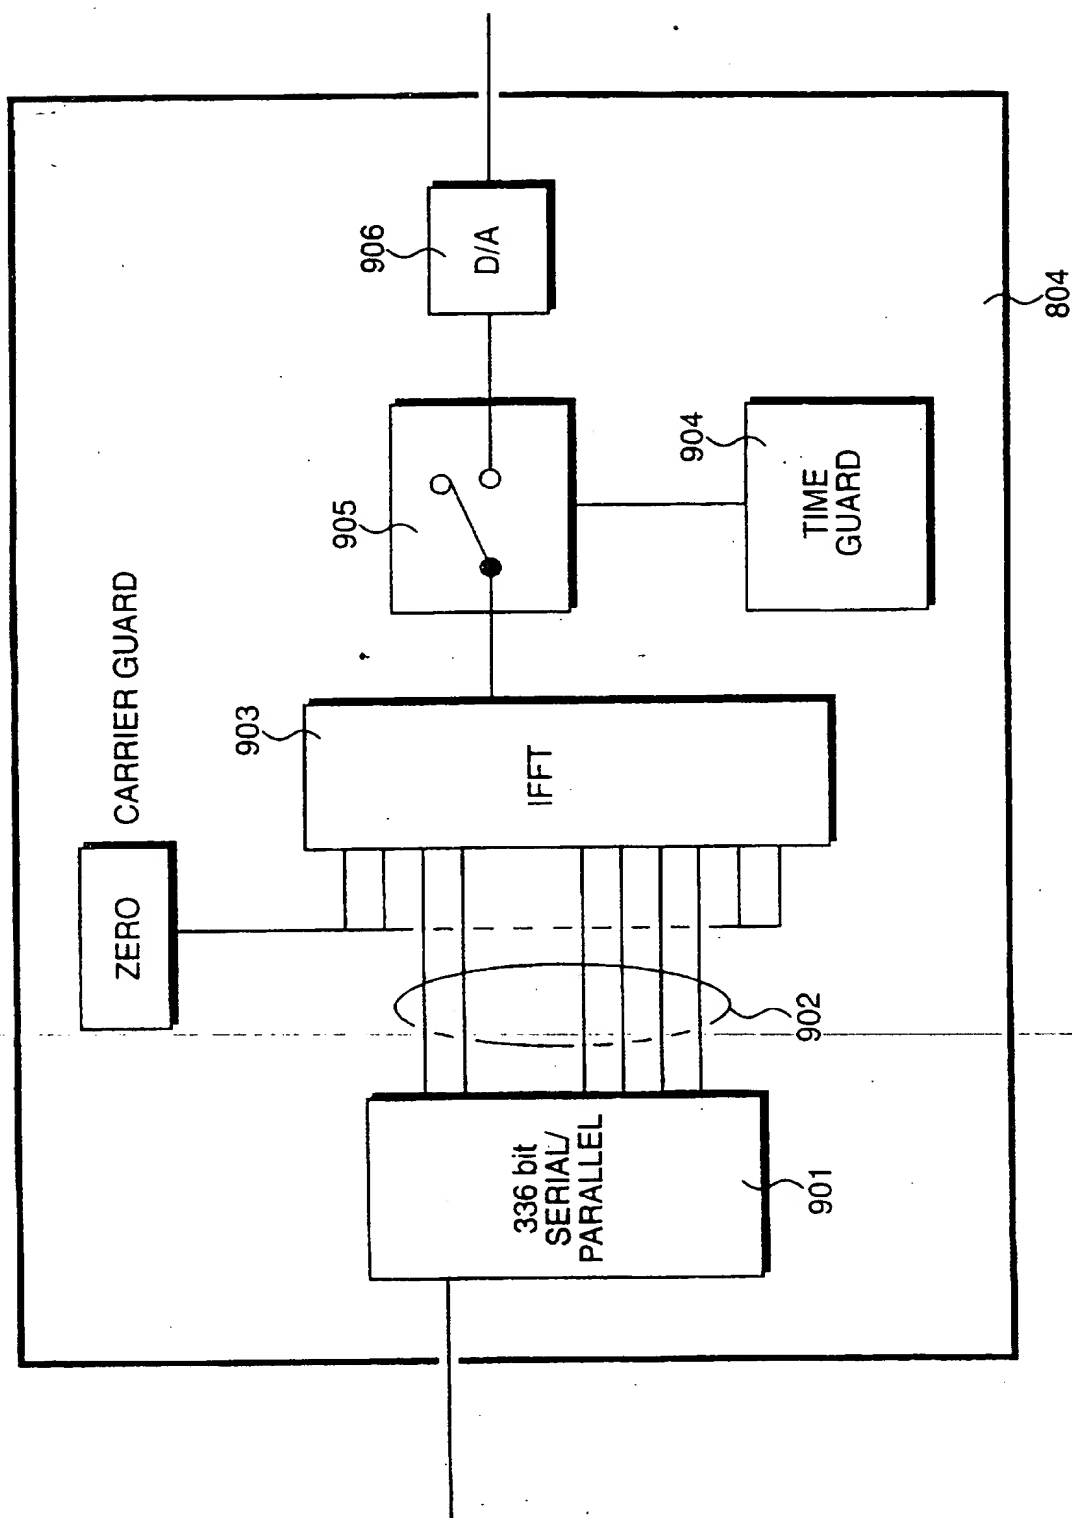 ZERO
CARRIER GUARD
336 bit
SERIAL/
PARALLEL
901
902
IFFT
903
905
TIME
GUARD
904
D/A
906
804